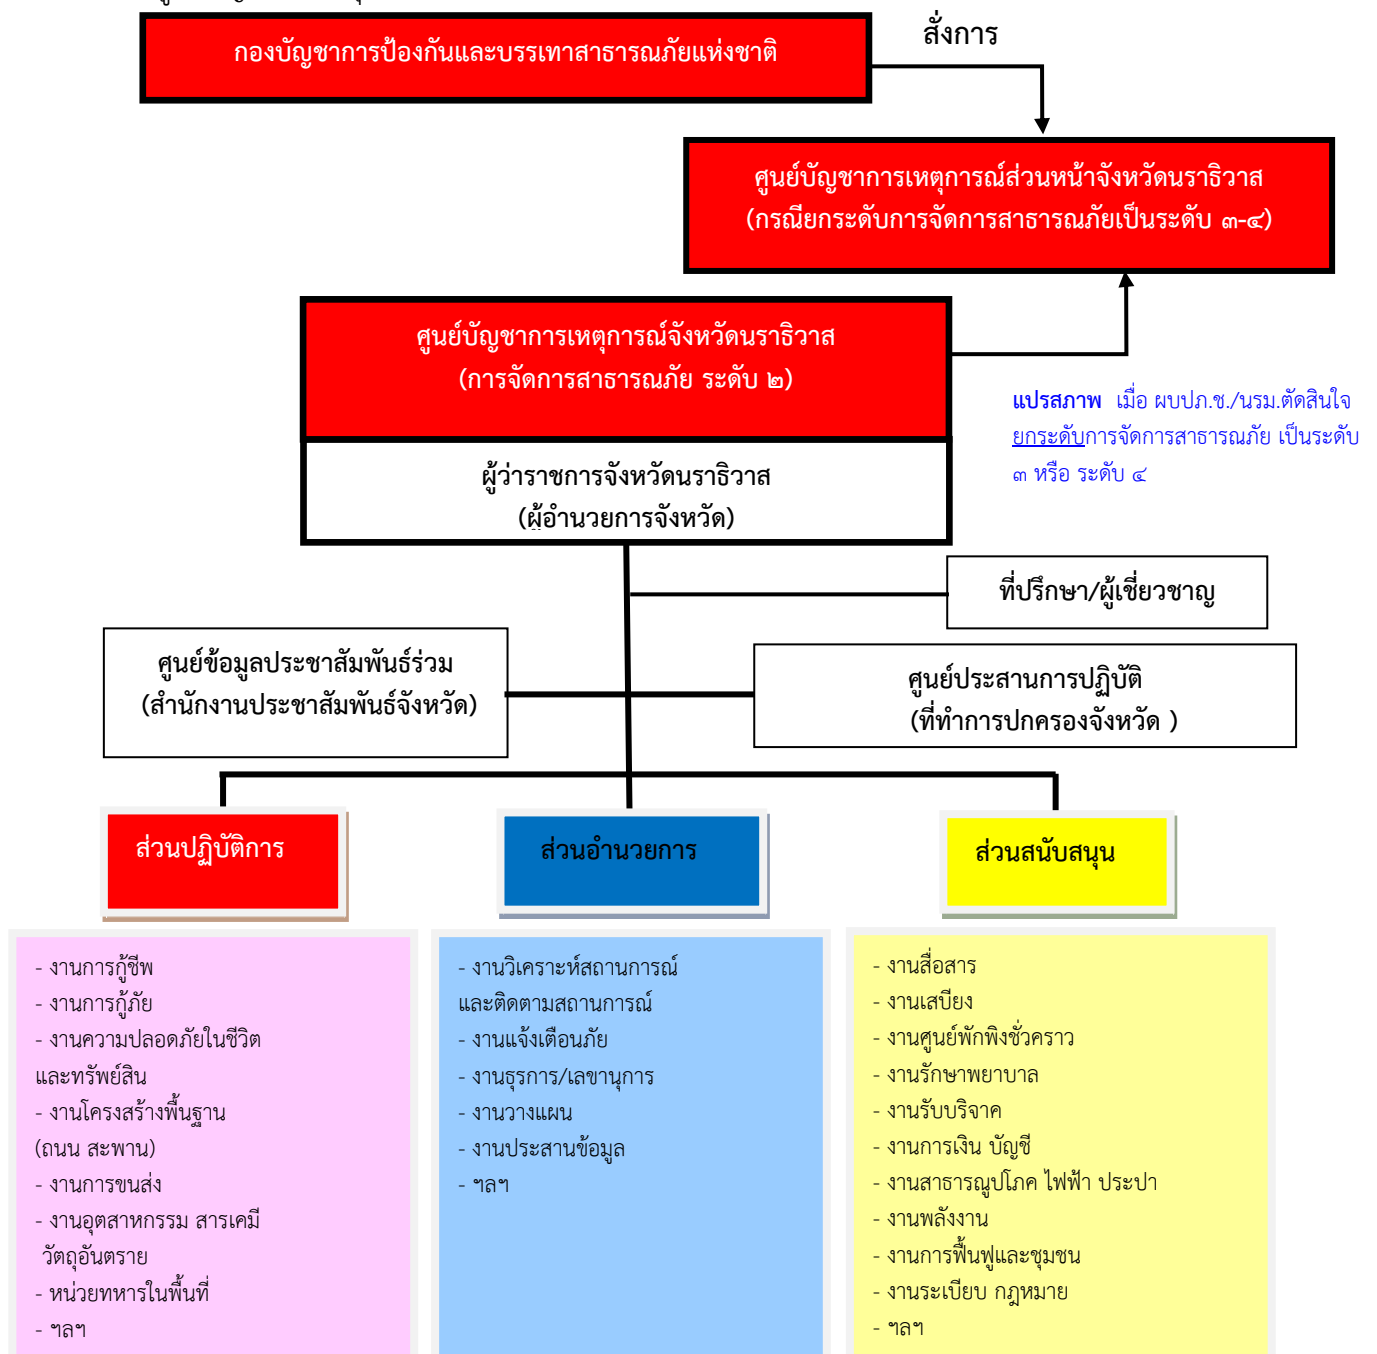 สั่งการ
กองบัญชาการป้องกันและบรรเทาสาธารณภัยแห่งชาติ
ศูนย์บัญชาการเหตุการณ์ส่วนหน้าจังหวัดนราธิวาส
(กรณียกระดับการจัดการสาธารณภัยเป็นระดับ ๓-๔)
ศูนย์บัญชาการเหตุการณ์จังหวัดนราธิวาส
(การจัดการสาธารณภัย ระดับ ๒)
แปรสภาพ เมื่อ ผบปภ.ช./นรม.ตัดสินใจ
ยกระดับการจัดการสาธารณภัย เป็นระดับ
๓ หรือ ระดับ ๔
ผู้ว่าราชการจังหวัดนราธิวาส
(ผู้อำนวยการจังหวัด)
ที่ปรึกษา/ผู้เชี่ยวชาญ
ศูนย์ข้อมูลประชาสัมพันธ์ร่วม
(สำนักงานประชาสัมพันธ์จังหวัด)
ศูนย์ประสานการปฏิบัติ
(ที่ทำการปกครองจังหวัด )
ส่วนปฏิบัติการ
ส่วนอำนวยการ
ส่วนสนับสนุน
- งานการกู้ชีพ
- งานการกู้ภัย
- งานความปลอดภัยในชีวิต
และทรัพย์สิน
- งานโครงสร้างพื้นฐาน
(ถนน สะพาน)
- งานการขนส่ง
- งานอุตสาหกรรม สารเคมี
วัตถุอันตราย
- หน่วยทหารในพื้นที่
- ฯลฯ
- งานวิเคราะห์สถานการณ์
และติดตามสถานการณ์
- งานแจ้งเตือนภัย
- งานธุรการ/เลขานุการ
- งานวางแผน
- งานประสานข้อมูล
- ฯลฯ
- งานสื่อสาร
- งานเสบียง
- งานศูนย์พักพิงชั่วคราว
- งานรักษาพยาบาล
- งานรับบริจาค
- งานการเงิน บัญชี
- งานสาธารณูปโภค ไฟฟ้า ประปา
- งานพลังงาน
- งานการฟื้นฟูและชุมชน
- งานระเบียบ กฎหมาย
- ฯลฯ